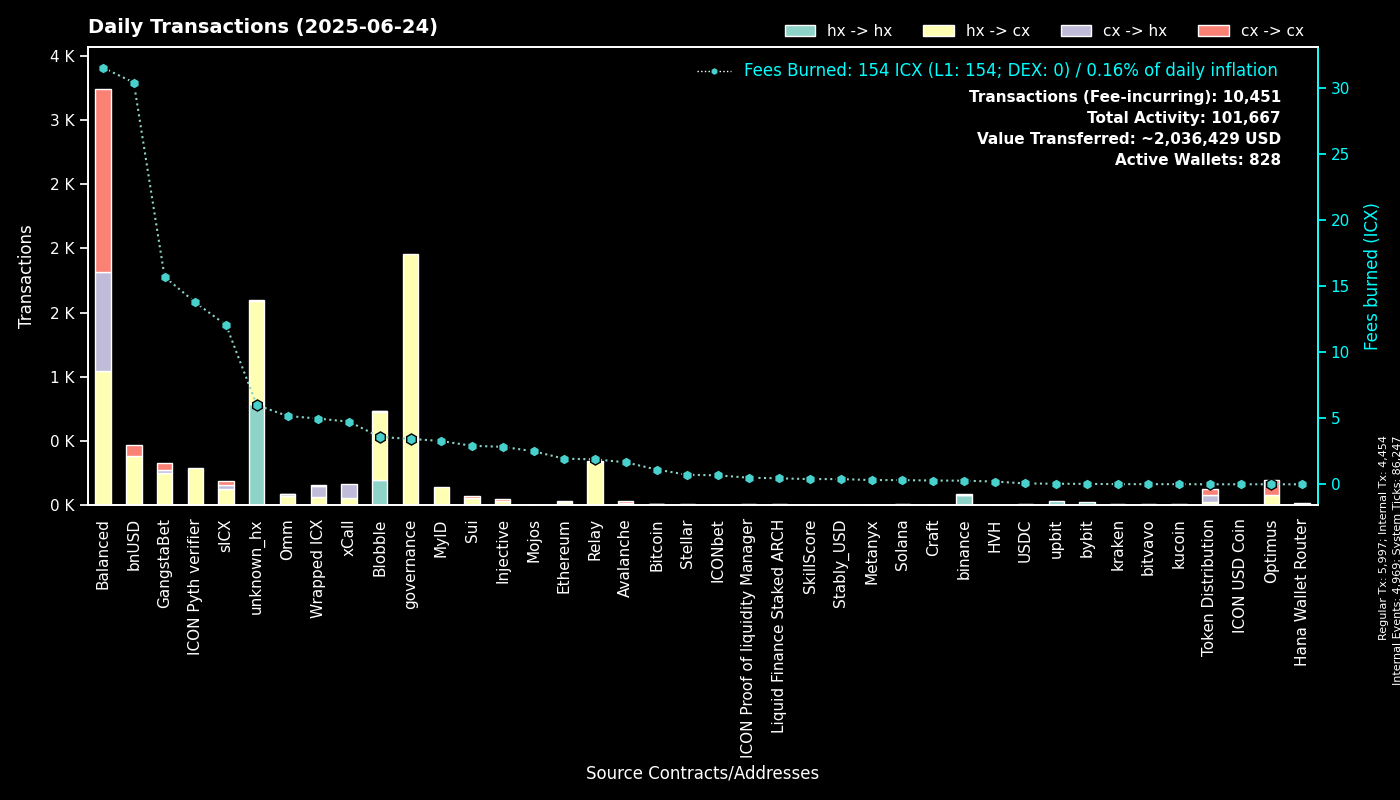 Daily Transactions (2025-06-24)
hx -> hx
hx -> cx
cx -> hx
cx -> cx
Fees Burned: 154 ICX (L1: 154; DEX: 0) / 0.16% of daily inflation
Transactions (Fee-incurring): 10,451
Total Activity: 101,667
Value Transferred: ~2,036,429 USD
Active Wallets: 828
Transactions
4 K
3 K
2 K
2 K
2 K
1 K
0 K
0 K
30
25
20
15
10
5
0
Fees burned (ICX)
Balanced
bnUSD
GangstaBet
ICON Pyth verifier
sICX
unknown_hx
Omm
Wrapped ICX
xCall
Blobble
governance
MyID
Sui
Injective
Mojos
Ethereum
Relay
Avalanche
Bitcoin
Stellar
ICONbet
ICON Proof of liquidity Manager
Liquid Finance Staked ARCH
SkillScore
Stably_USD
Metanyx
Solana
Craft
binance
HVH
USDC
upbit
bybit
kraken
bitvavo
kucoin
Token Distribution
ICON USD Coin
Optimus
Hana Wallet Router
Source Contracts/Addresses
Regular Tx: 5,997; Internal Tx: 4,454
Internal Events: 4,969; System Ticks: 86,247